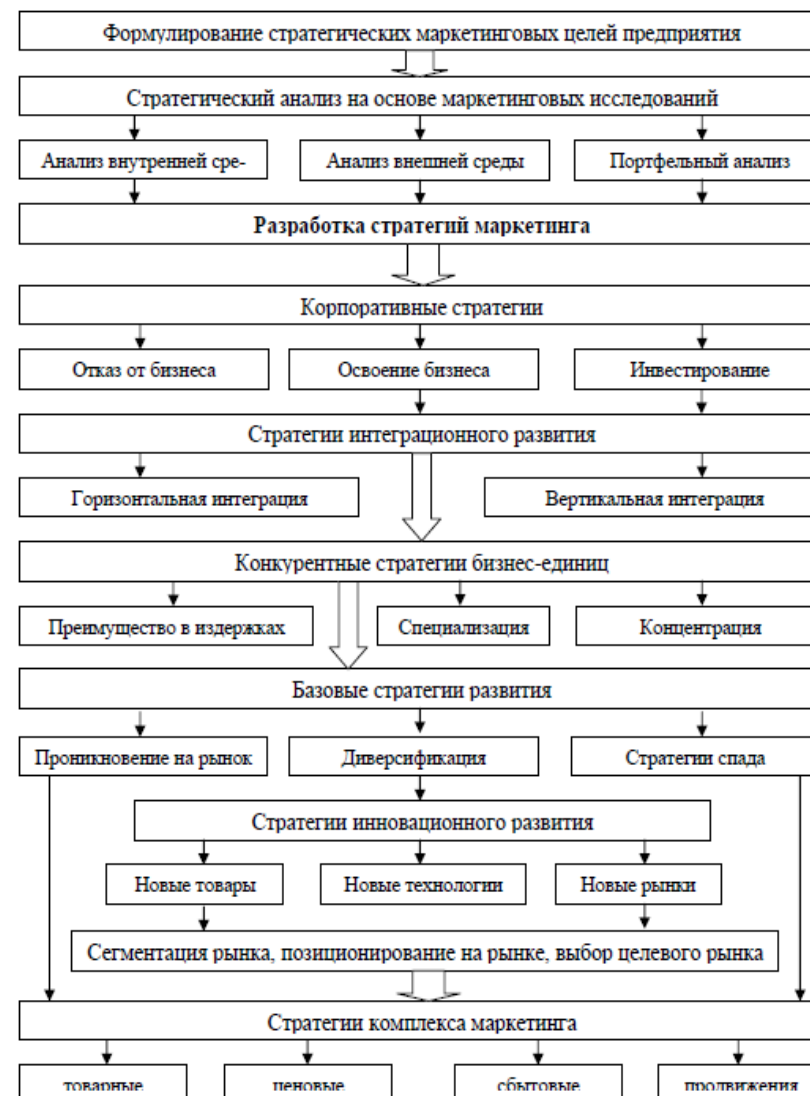 Формулирование стратегических маркетинговых целей предприятия
Стратегический анализ на основе маркетинговых исследований
Анализ внутренней сре-
Анализ внешней среды
Портфельный анализ
Разработка стратегий маркетинга
Корпоративные стратегии
Отказ от бизнеса
Освоение бизнеса
Инвестирование
Стратегии интеграционного развития
Горизонтальная интеграция
Вертикальная интеграция
Конкурентные стратегии бизнес-единиц
Преимущество в издержках
Специализация
Концентрация
Базовые стратегии развития
Проникновение на рынок
Диверсификация
Стратегии спада
Стратегии инновационного развития
Новые товары
Новые технологии
Новые рынки
Сегментация рынка, позиционирование на рынке, выбор целевого рынка
Стратегии комплекса маркетинга
товарные
ценовые
сбытовые
продвижения